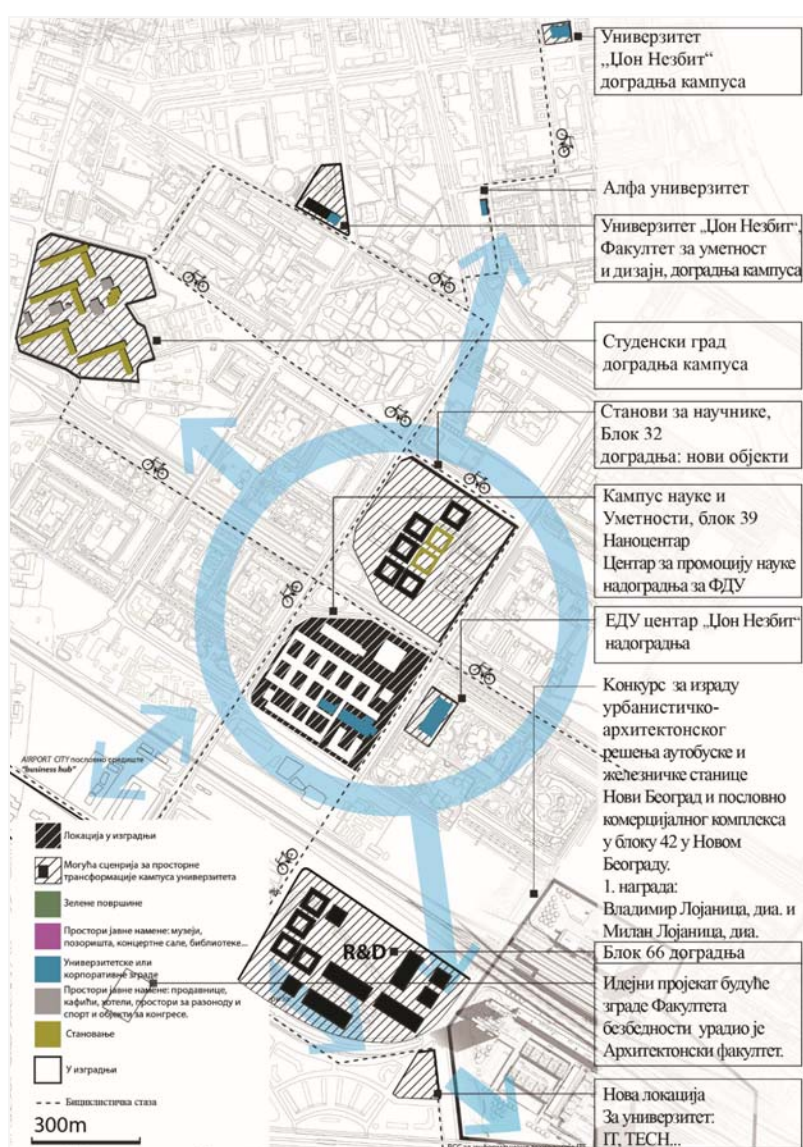 Универзитет
„Џон Незбит“
доградња кампуса
Алфа универзитет
Универзитет „Џон Незбит“,
Факултет за уметност
и дизајн, доградња кампуса
Студенски град
доградња кампуса
Станови за научнике,
Блок 32
доградња: нови објекти
Кампус науке и
Уметности, блок 39
Наноцентар
Центар за промоцију науке
надоградња за ФДУ
ЕДУ центар „Џон Незбит“
надоградња
Конкурс за израду
урбанистичко-
архитектонског
решења аутобуске и
железничке станице
Нови Београд и пословно
комерцијалног комплекса
у блоку 42 у Новом
Београду.
1. награда:
Владимир Лојаница, диа. и
Милан Лојаница, диа.
Блок 66 доградња
Идејни пројекат будуће
зграде Факултета
безбедности урадио је
Архитектонски факултет.
Нова локација
За универзитет:
IT, TECH...
AIRPORT CITY пословно средиште
"business hub"
R&D
Локација у изградњи
Могућа сценрија за просторне
трансформације кампуса универзитета
Зелене површине
Простори јавне намене: музеји,
позоришта, концертне сале, библиотеке...
Универзитетске или
корпоративне зграде
Простори јавне намене: продавнице,
кафићи, хотели, простори за разоноду и
спорт и објекти за конгресе.
Становање
У изградњи
Бициклистичка стаза
300m